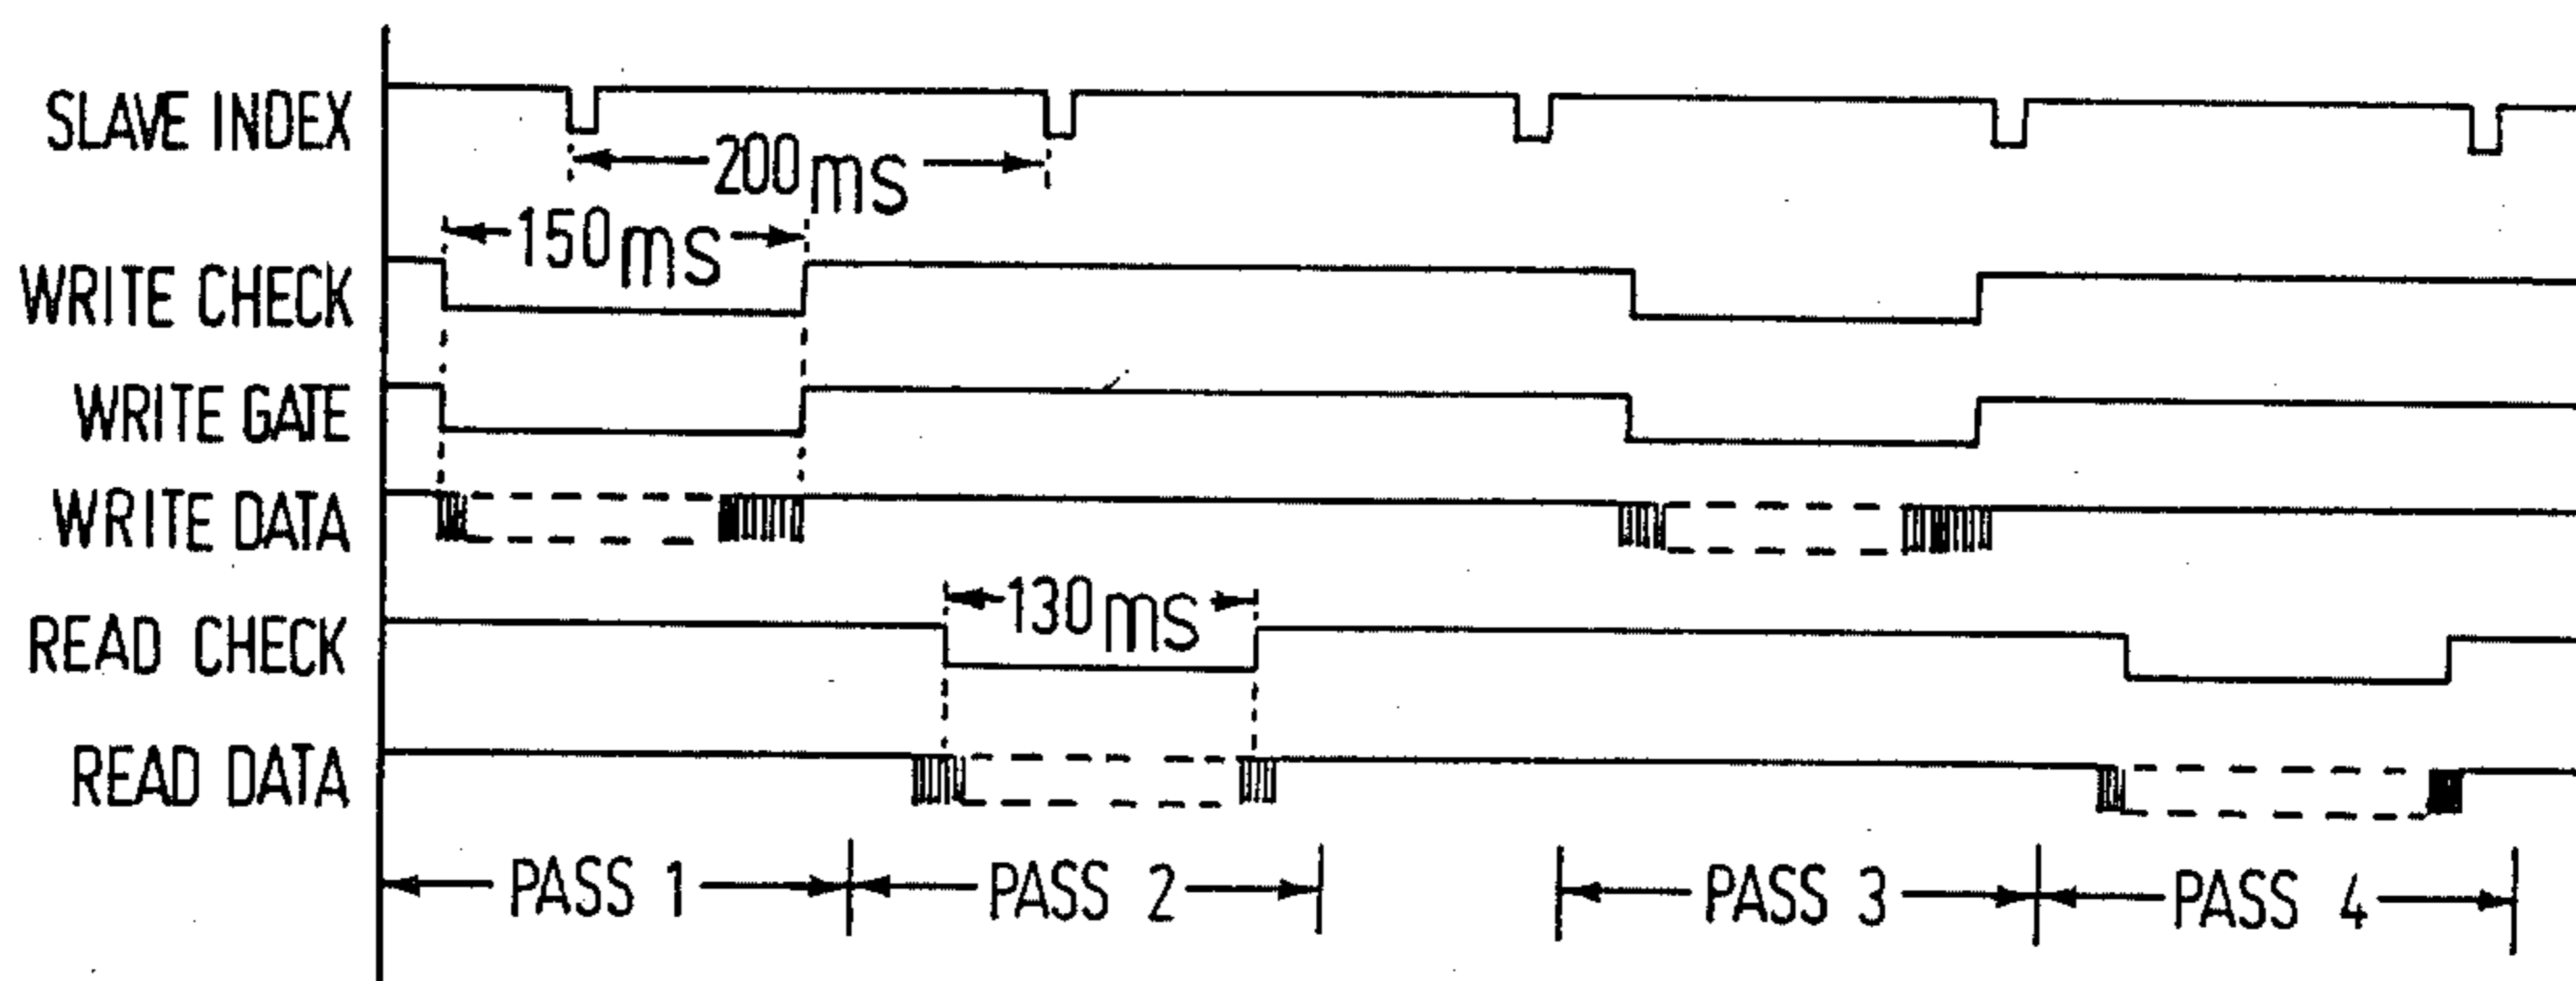 SLAVE INDEX
200ms
150ms
WRITE CHECK
WRITE GATE
WRITE DATA
130ms
READ CHECK
READ DATA
PASS 1 PASS 2 PASS 3 PASS 4